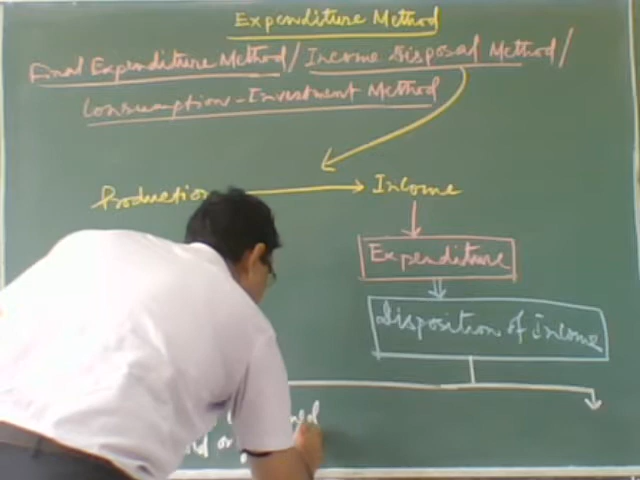 Expenditure Method
Final Expenditure Method / Income Disposal Method /
Consumption-Investment Method
Production
Income
Expenditure
Disposition of Income